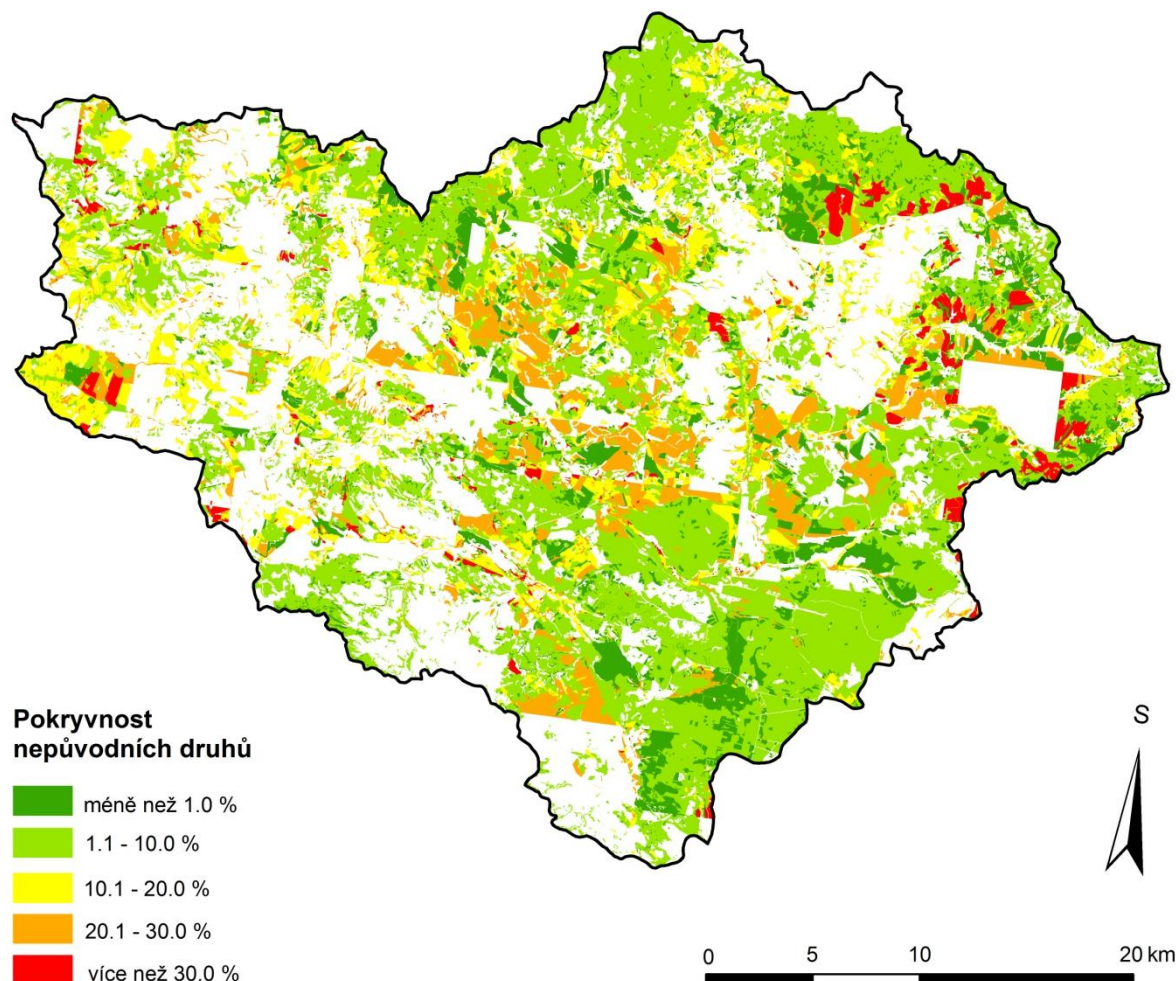 Pokryvnost
nepůvodních druhů
méně než 1.0 %
1.1 - 10.0 %
10.1 - 20.0 %
20.1 - 30.0 %
více než 30.0 %
S
0 5 10 20 km